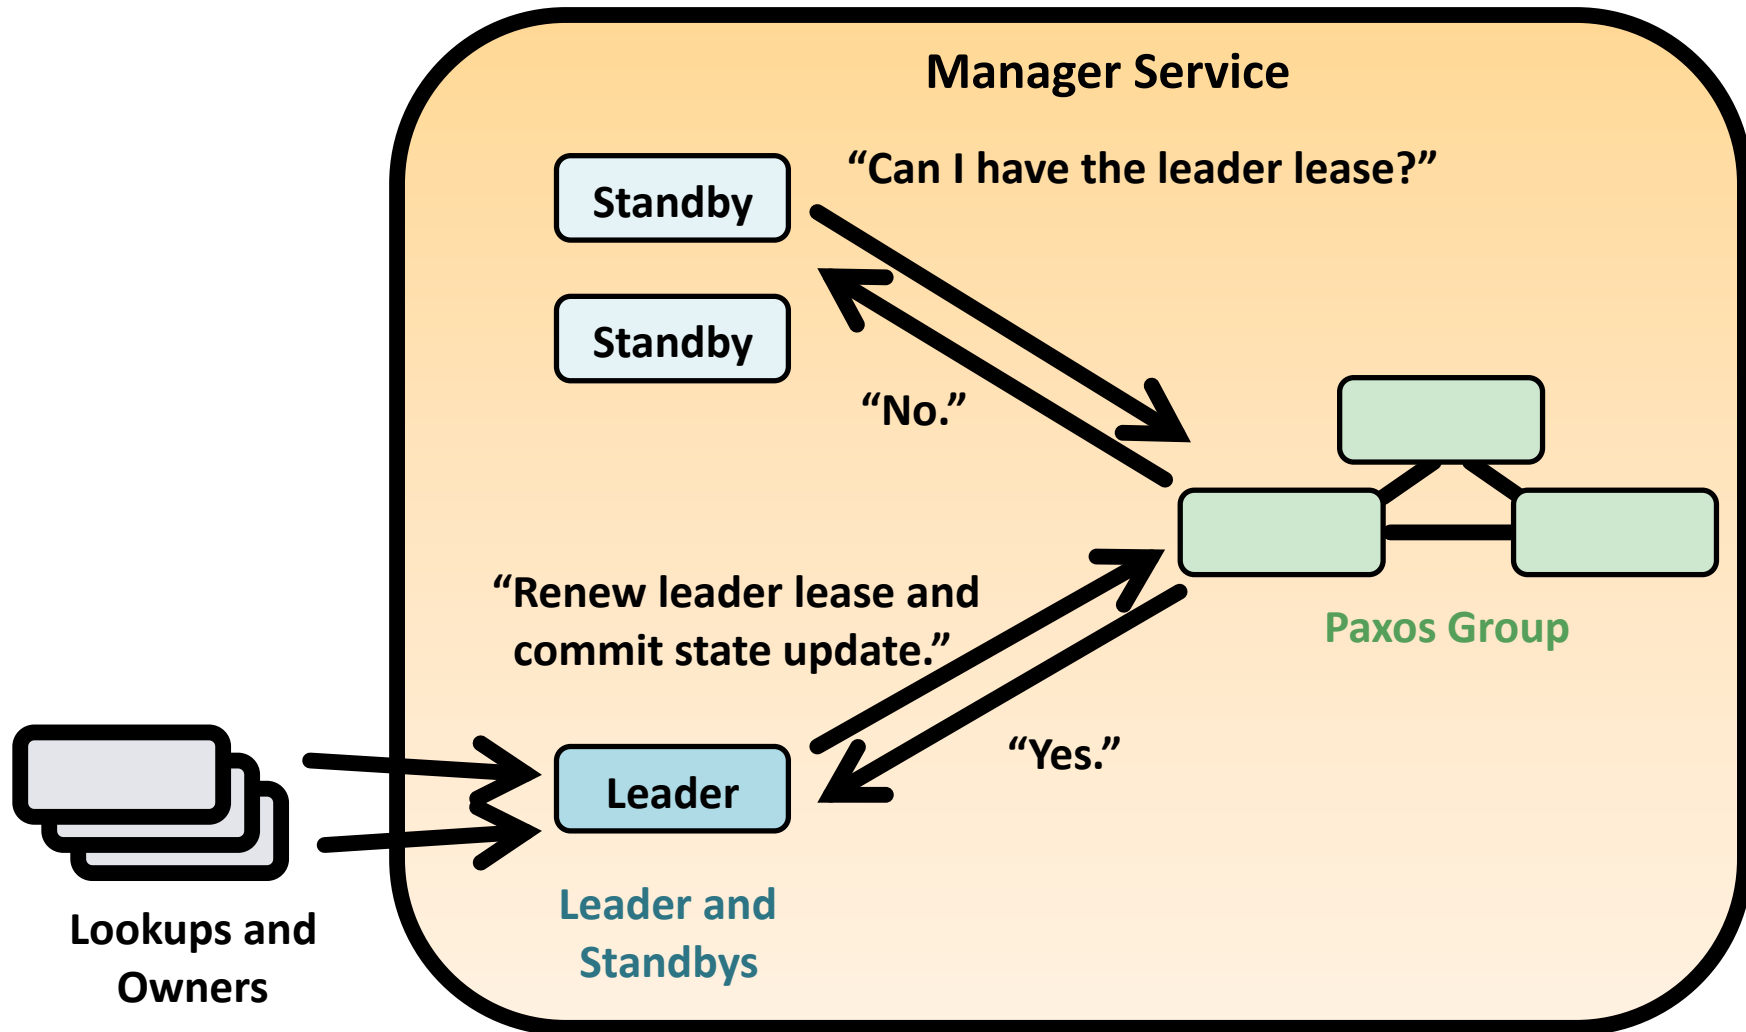 Manager Service
“Can I have the leader lease?”
Standby
Standby
“No.”
“Renew leader lease and
commit state update.”
Paxos Group
“Yes.”
Leader
Leader and
Standbys
Lookups and
Owners